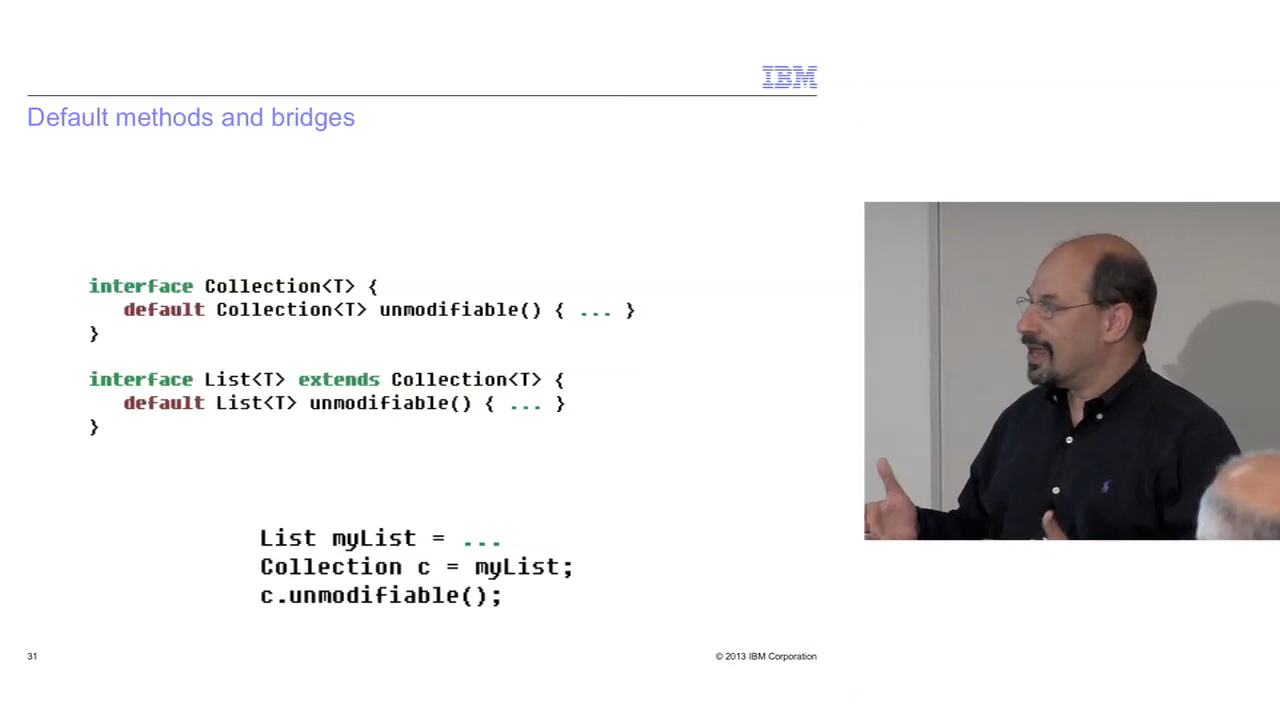 IBM
Default methods and bridges
interface Collection<T> {
default Collection<T> unmodifiable() { ... }
}
interface List<T> extends Collection<T> {
default List<T> unmodifiable() { ... }
}
List myList = ...
Collection c = myList;
c.unmodifiable();
31
© 2013 IBM Corporation